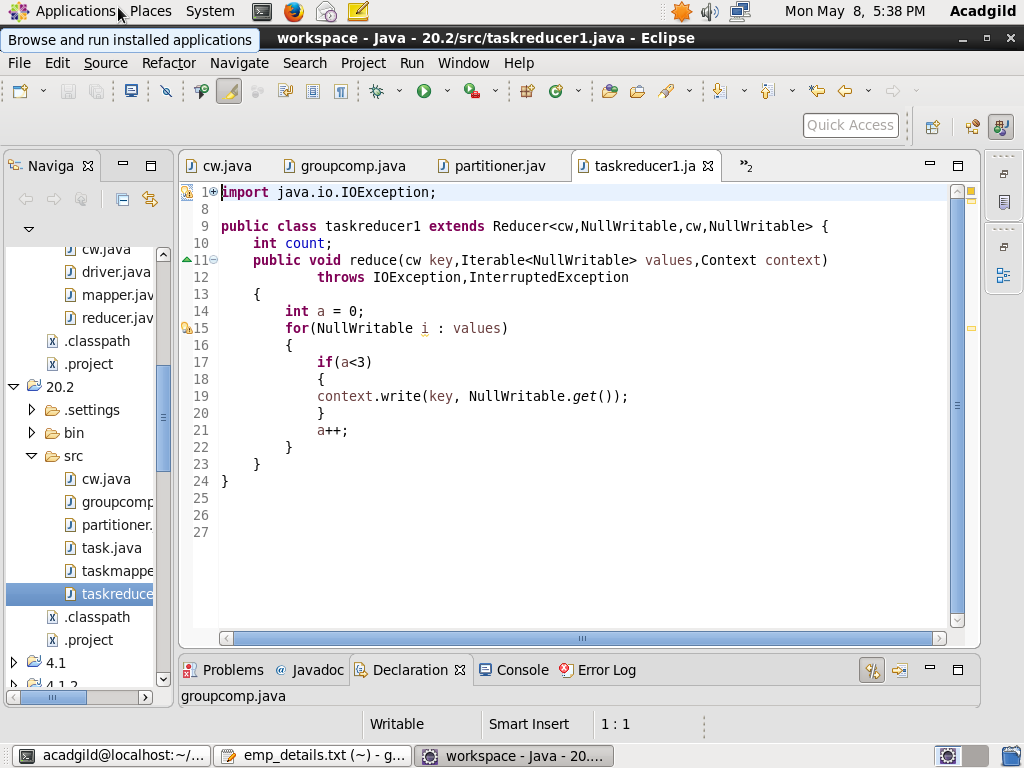 Applications Places System Mon May 8, 5:38 PM Acadgild
Browse and run installed applications
workspace - Java - 20.2/src/taskreducer1.java - Eclipse
File Edit Source Refactor Navigate Search Project Run Window Help
Quick Access
Naviga
cw.java groupcomp.java partitioner.jav taskreducer1.ja »2
cw.java
driver.java
mapper.jav
reducer.jav
.classpath
.project
20.2
.settings
bin
src
cw.java
groupcomp
partitioner.
task.java
taskmappe
taskreduce
.classpath
.project
4.1
4.1.2
1 import java.io.IOException;
8
9 public class taskreducer1 extends Reducer<cw,NullWritable,cw,NullWritable> {
10 int count;
11 public void reduce(cw key,Iterable<NullWritable> values,Context context)
12 throws IOException,InterruptedException
13 {
14 int a = 0;
15 for(NullWritable i : values)
16 {
17 if(a<3)
18 {
19 context.write(key, NullWritable.get());
20 }
21 a++;
22 }
23 }
24 }
25
26
27
Problems @ Javadoc Declaration Console Error Log
groupcomp.java
Writable Smart Insert 1 : 1
acadgild@localhost:~/... emp_details.txt (~) - g... workspace - Java - 20....